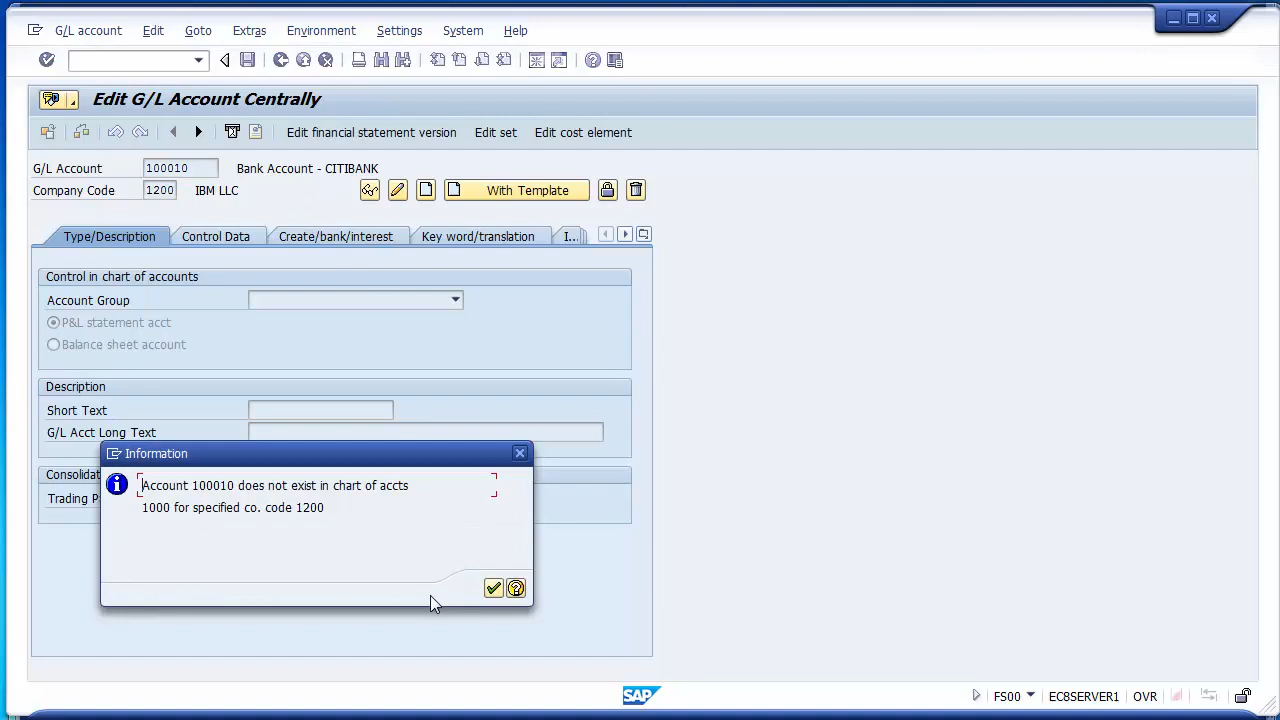 G/L account Edit Goto Extras Environment Settings System Help
Edit G/L Account Centrally
Edit financial statement version Edit set Edit cost element
G/L Account 100010 Bank Account - CITIBANK
Company Code 1200 IBM LLC With Template
Type/Description Control Data Create/bank/interest Key word/translation I...
Control in chart of accounts
Account Group
P&L statement acct
Balance sheet account
Description
Short Text
G/L Acct Long Text
Information
Consolidat
Account 100010 does not exist in chart of accts
Trading P
1000 for specified co. code 1200
SAP FS00 EC8SERVER1 OVR